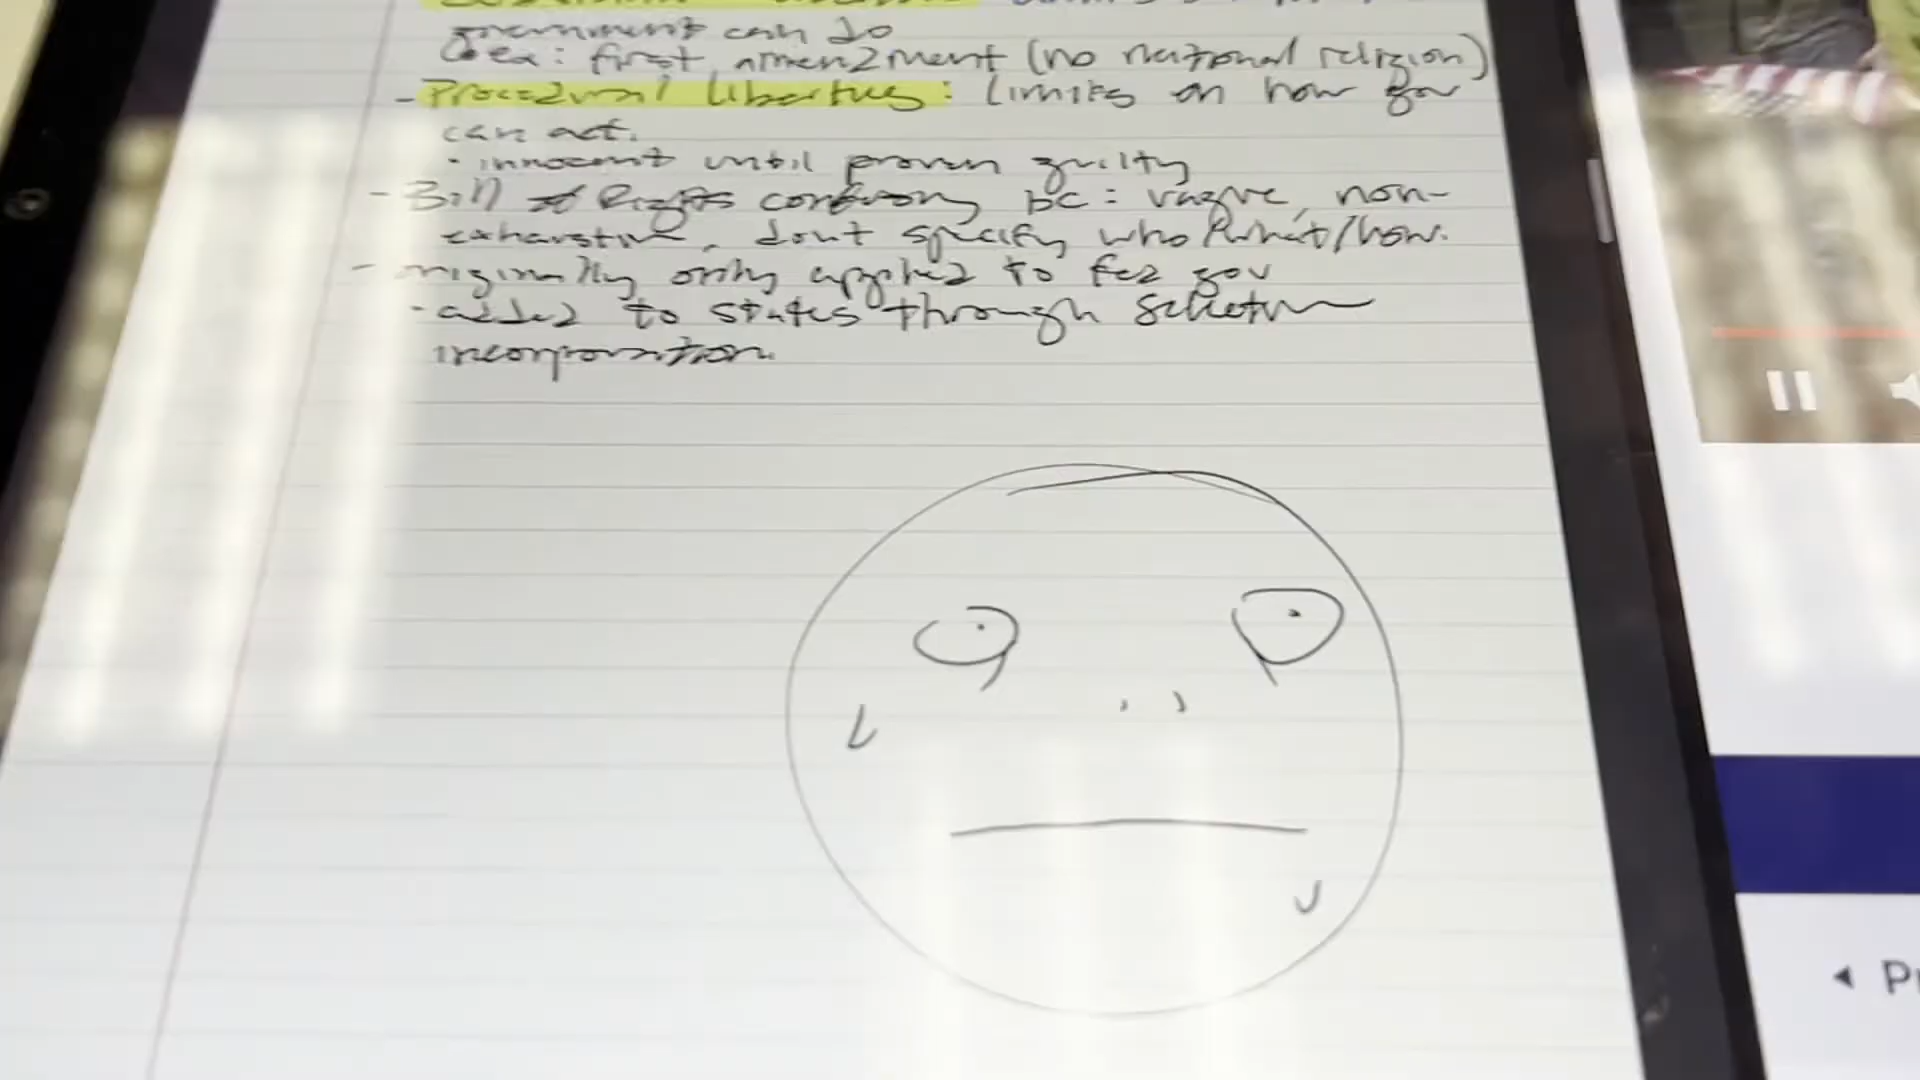 government can do
ex: first amendment (no national religion)
- Procedural liberties: limits on how gov
can act.
• innocent until proven guilty
- Bill of Rights confusing bc: vague, non-
exhaustive, dont specify who/what/how.
- originally only applied to fed gov
- added to states through selective
incorporation.